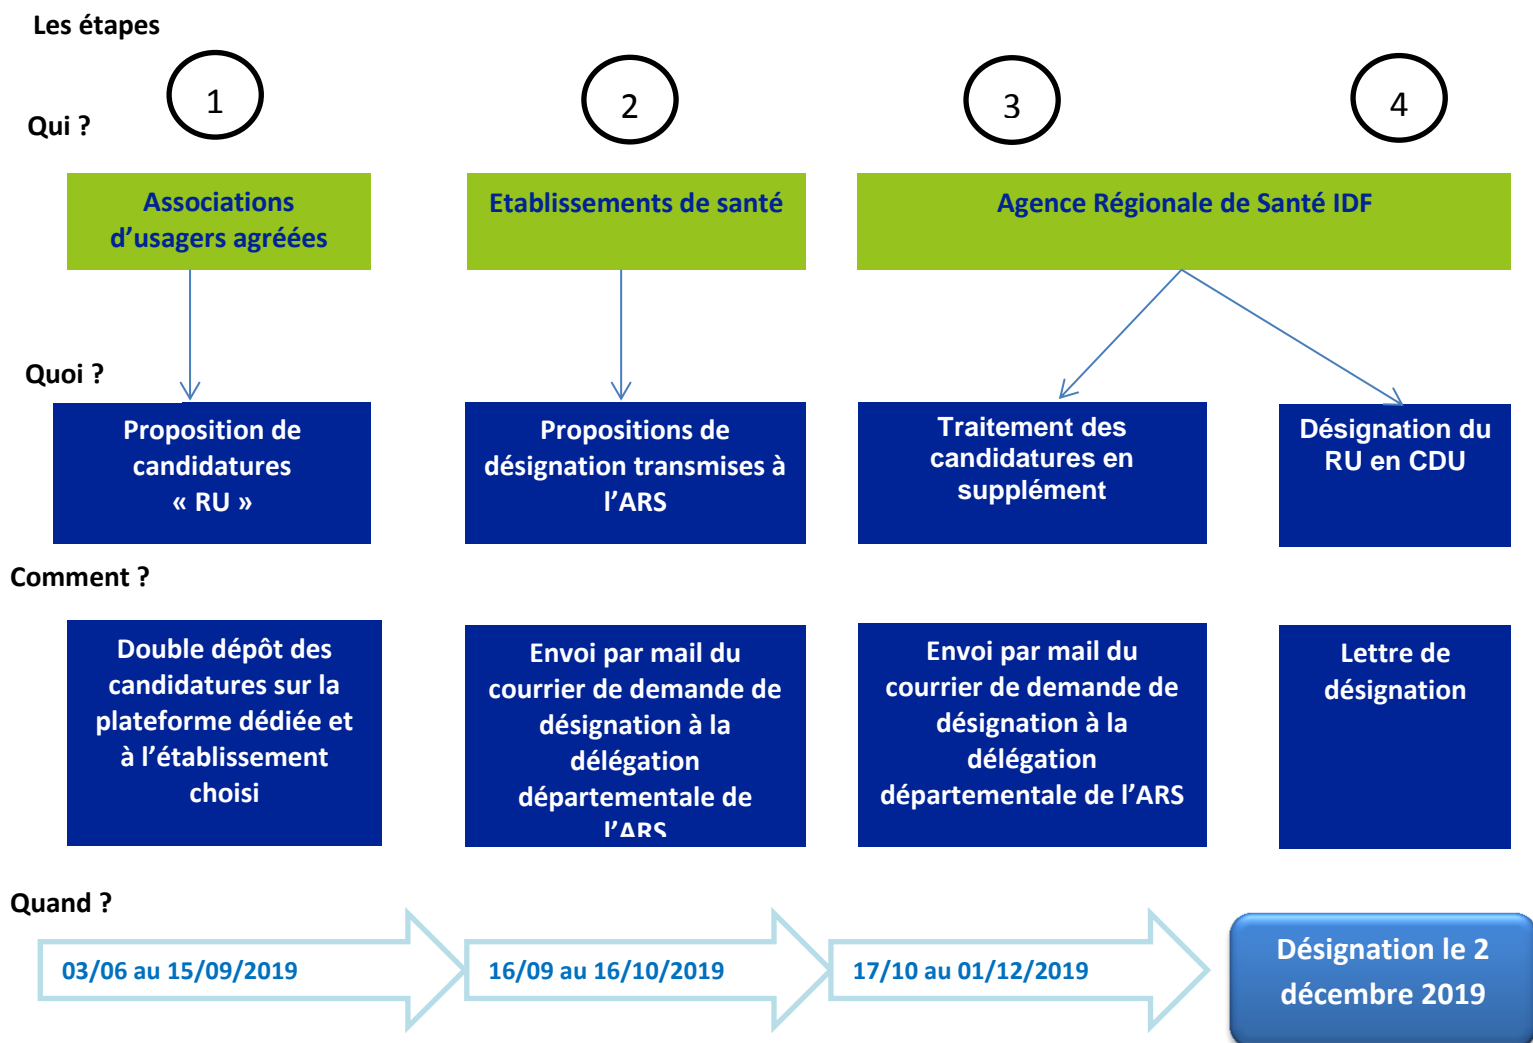 Les étapes
1
2
3
4
Qui ?
Associations
d’usagers agréées
Etablissements de santé
Agence Régionale de Santé IDF
Quoi ?
Proposition de
candidatures
« RU »
Propositions de
désignation transmises à
l’ARS
Traitement des
candidatures en
supplément
Désignation du
RU en CDU
Comment ?
Double dépôt des
candidatures sur la
plateforme dédiée et
à l’établissement
choisi
Envoi par mail du
courrier de demande de
désignation à la
délégation
départementale de
l’ARS
Envoi par mail du
courrier de demande de
désignation à la
délégation
départementale de l’ARS
Lettre de
désignation
Quand ?
03/06 au 15/09/2019
16/09 au 16/10/2019
17/10 au 01/12/2019
Désignation le 2
décembre 2019